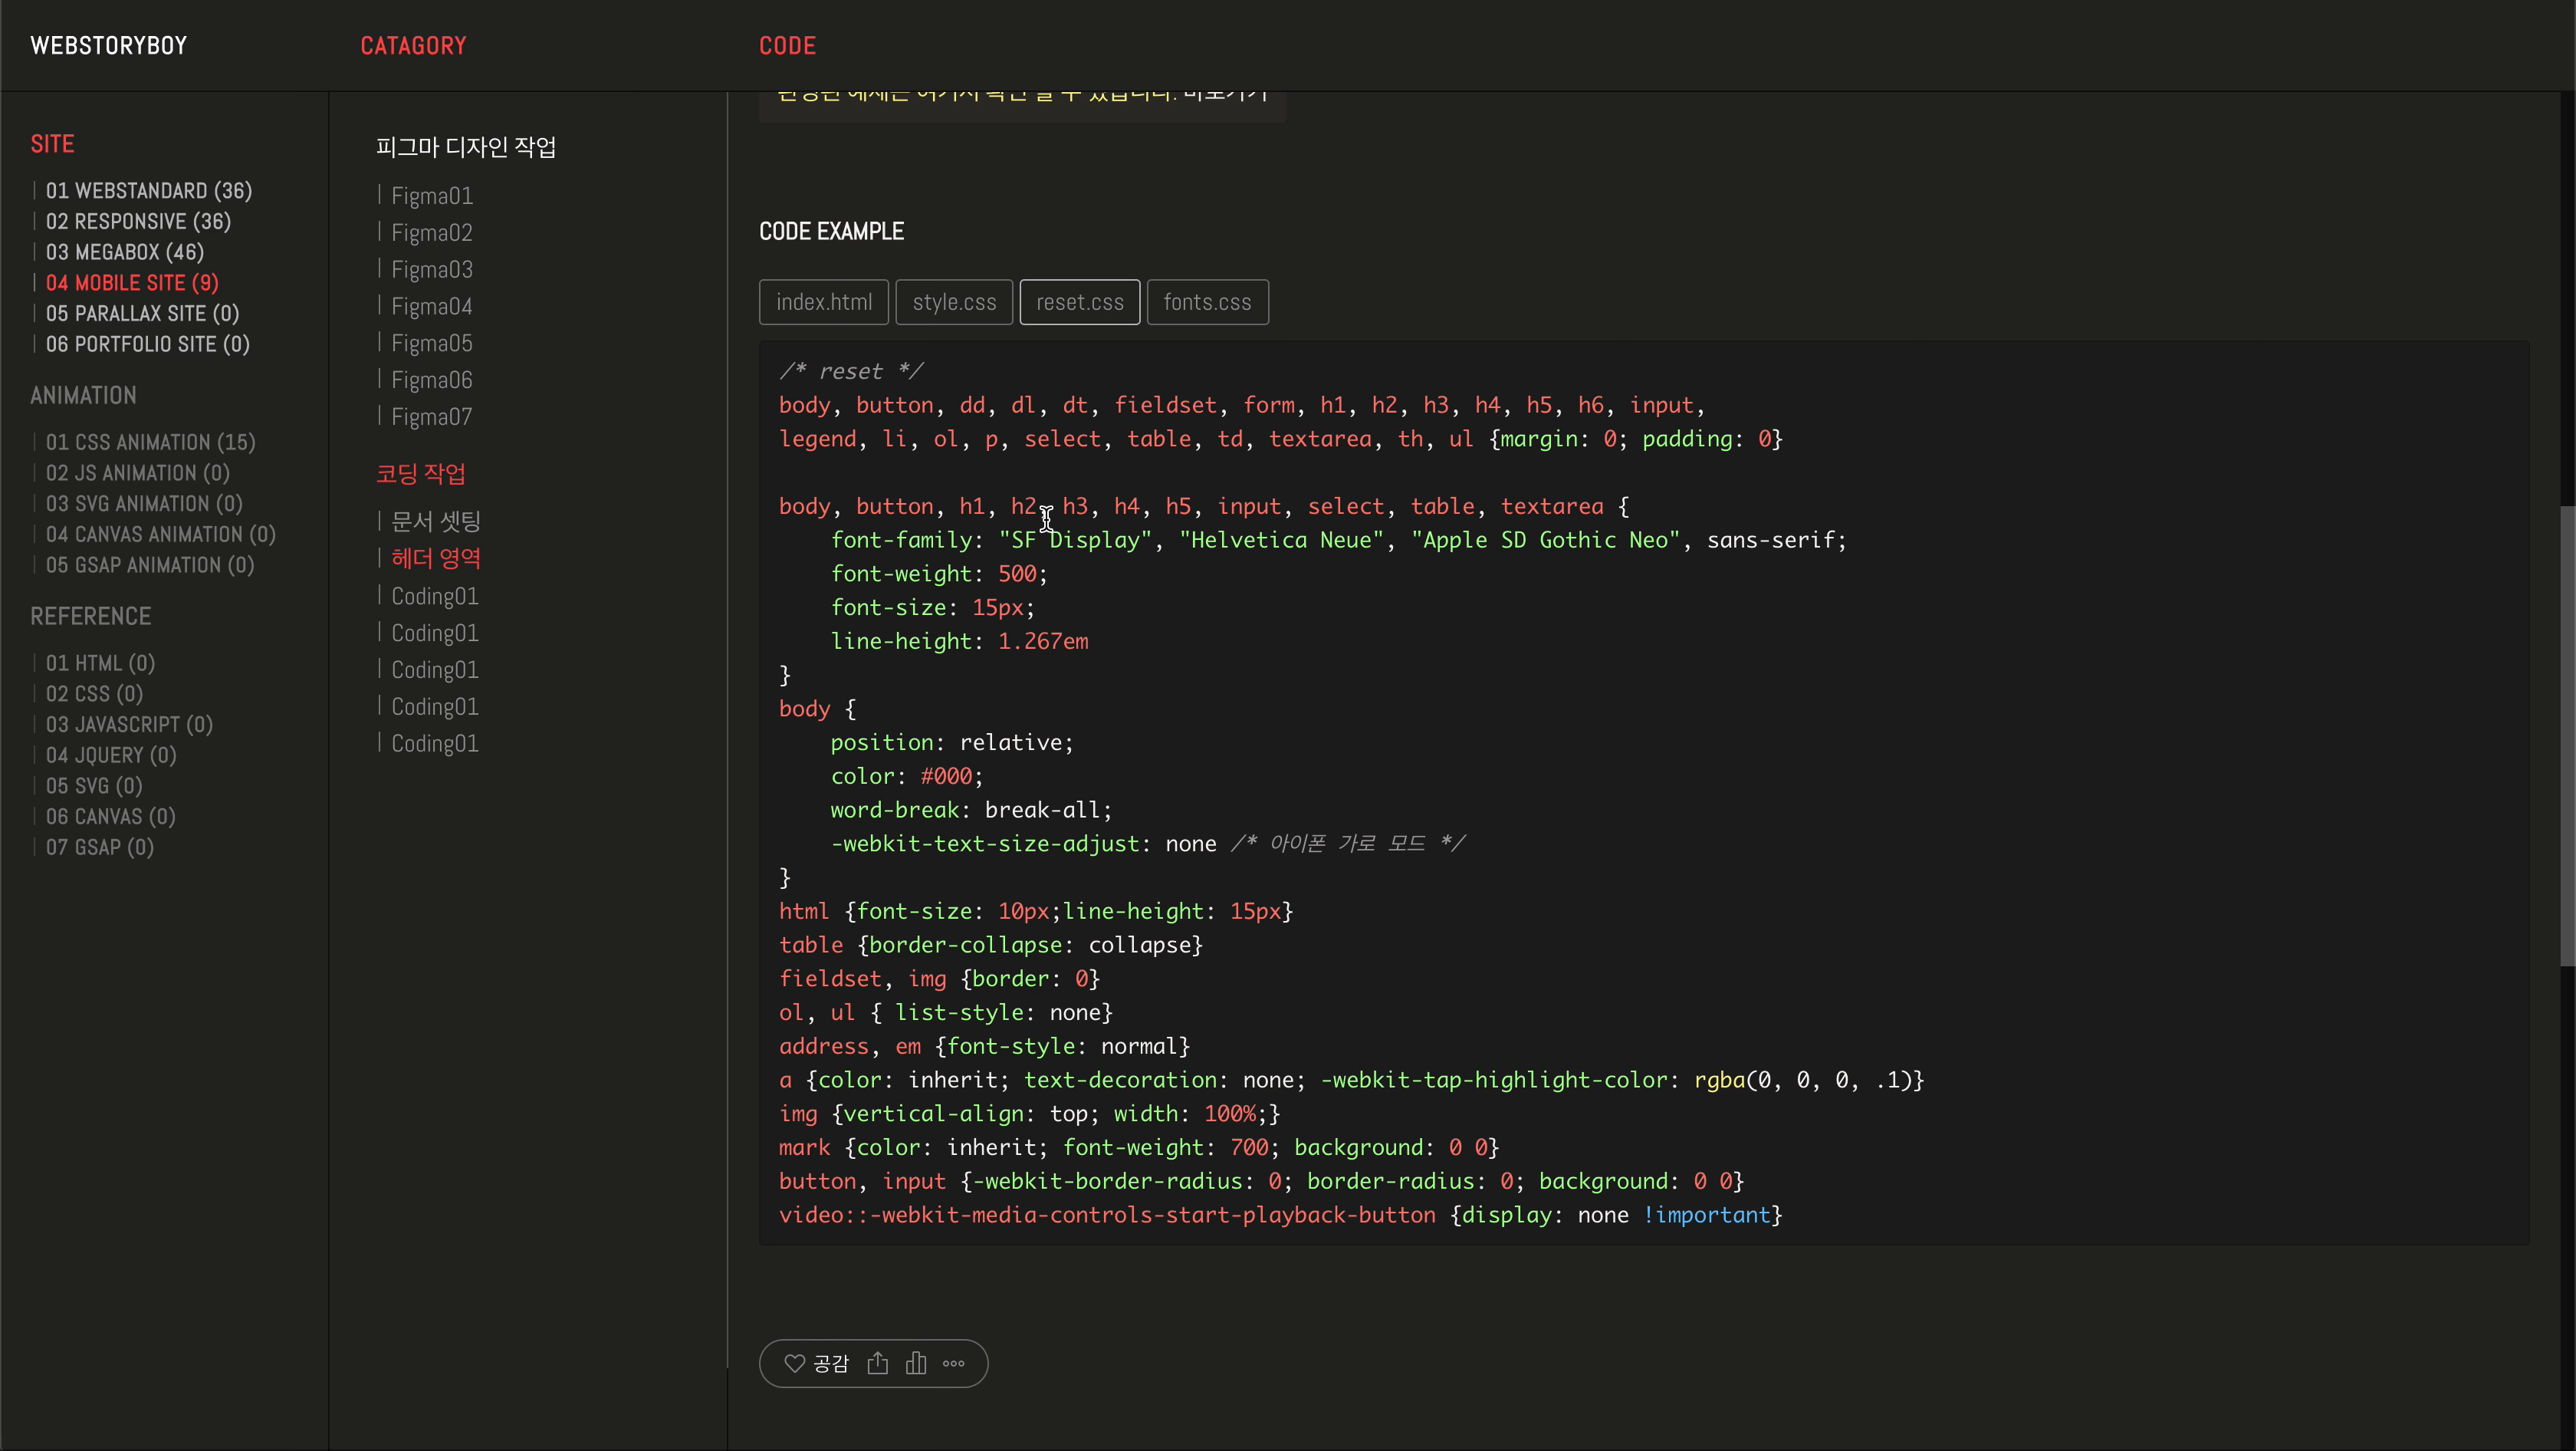 WEBSTORYBOY
CATAGORY
CODE
SITE
01 WEBSTANDARD (36)
02 RESPONSIVE (36)
03 MEGABOX (46)
04 MOBILE SITE (9)
05 PARALLAX SITE (0)
06 PORTFOLIO SITE (0)
ANIMATION
01 CSS ANIMATION (15)
02 JS ANIMATION (0)
03 SVG ANIMATION (0)
04 CANVAS ANIMATION (0)
05 GSAP ANIMATION (0)
REFERENCE
01 HTML (0)
02 CSS (0)
03 JAVASCRIPT (0)
04 JQUERY (0)
05 SVG (0)
06 CANVAS (0)
07 GSAP (0)
피그마 디자인 작업
Figma01
Figma02
Figma03
Figma04
Figma05
Figma06
Figma07
코딩 작업
문서 셋팅
헤더 영역
Coding01
Coding01
Coding01
Coding01
Coding01
CODE EXAMPLE
index.html
style.css
reset.css
fonts.css
/* reset */
body, button, dd, dl, dt, fieldset, form, h1, h2, h3, h4, h5, h6, input,
legend, li, ol, p, select, table, td, textarea, th, ul {margin: 0; padding: 0}
body, button, h1, h2, h3, h4, h5, input, select, table, textarea {
font-family: "SF Display", "Helvetica Neue", "Apple SD Gothic Neo", sans-serif;
font-weight: 500;
font-size: 15px;
line-height: 1.267em
}
body {
position: relative;
color: #000;
word-break: break-all;
-webkit-text-size-adjust: none /* 아이폰 가로 모드 */
}
html {font-size: 10px;line-height: 15px}
table {border-collapse: collapse}
fieldset, img {border: 0}
ol, ul { list-style: none}
address, em {font-style: normal}
a {color: inherit; text-decoration: none; -webkit-tap-highlight-color: rgba(0, 0, 0, .1)}
img {vertical-align: top; width: 100%;}
mark {color: inherit; font-weight: 700; background: 0 0}
button, input {-webkit-border-radius: 0; border-radius: 0; background: 0 0}
video::-webkit-media-controls-start-playback-button {display: none !important}
공감